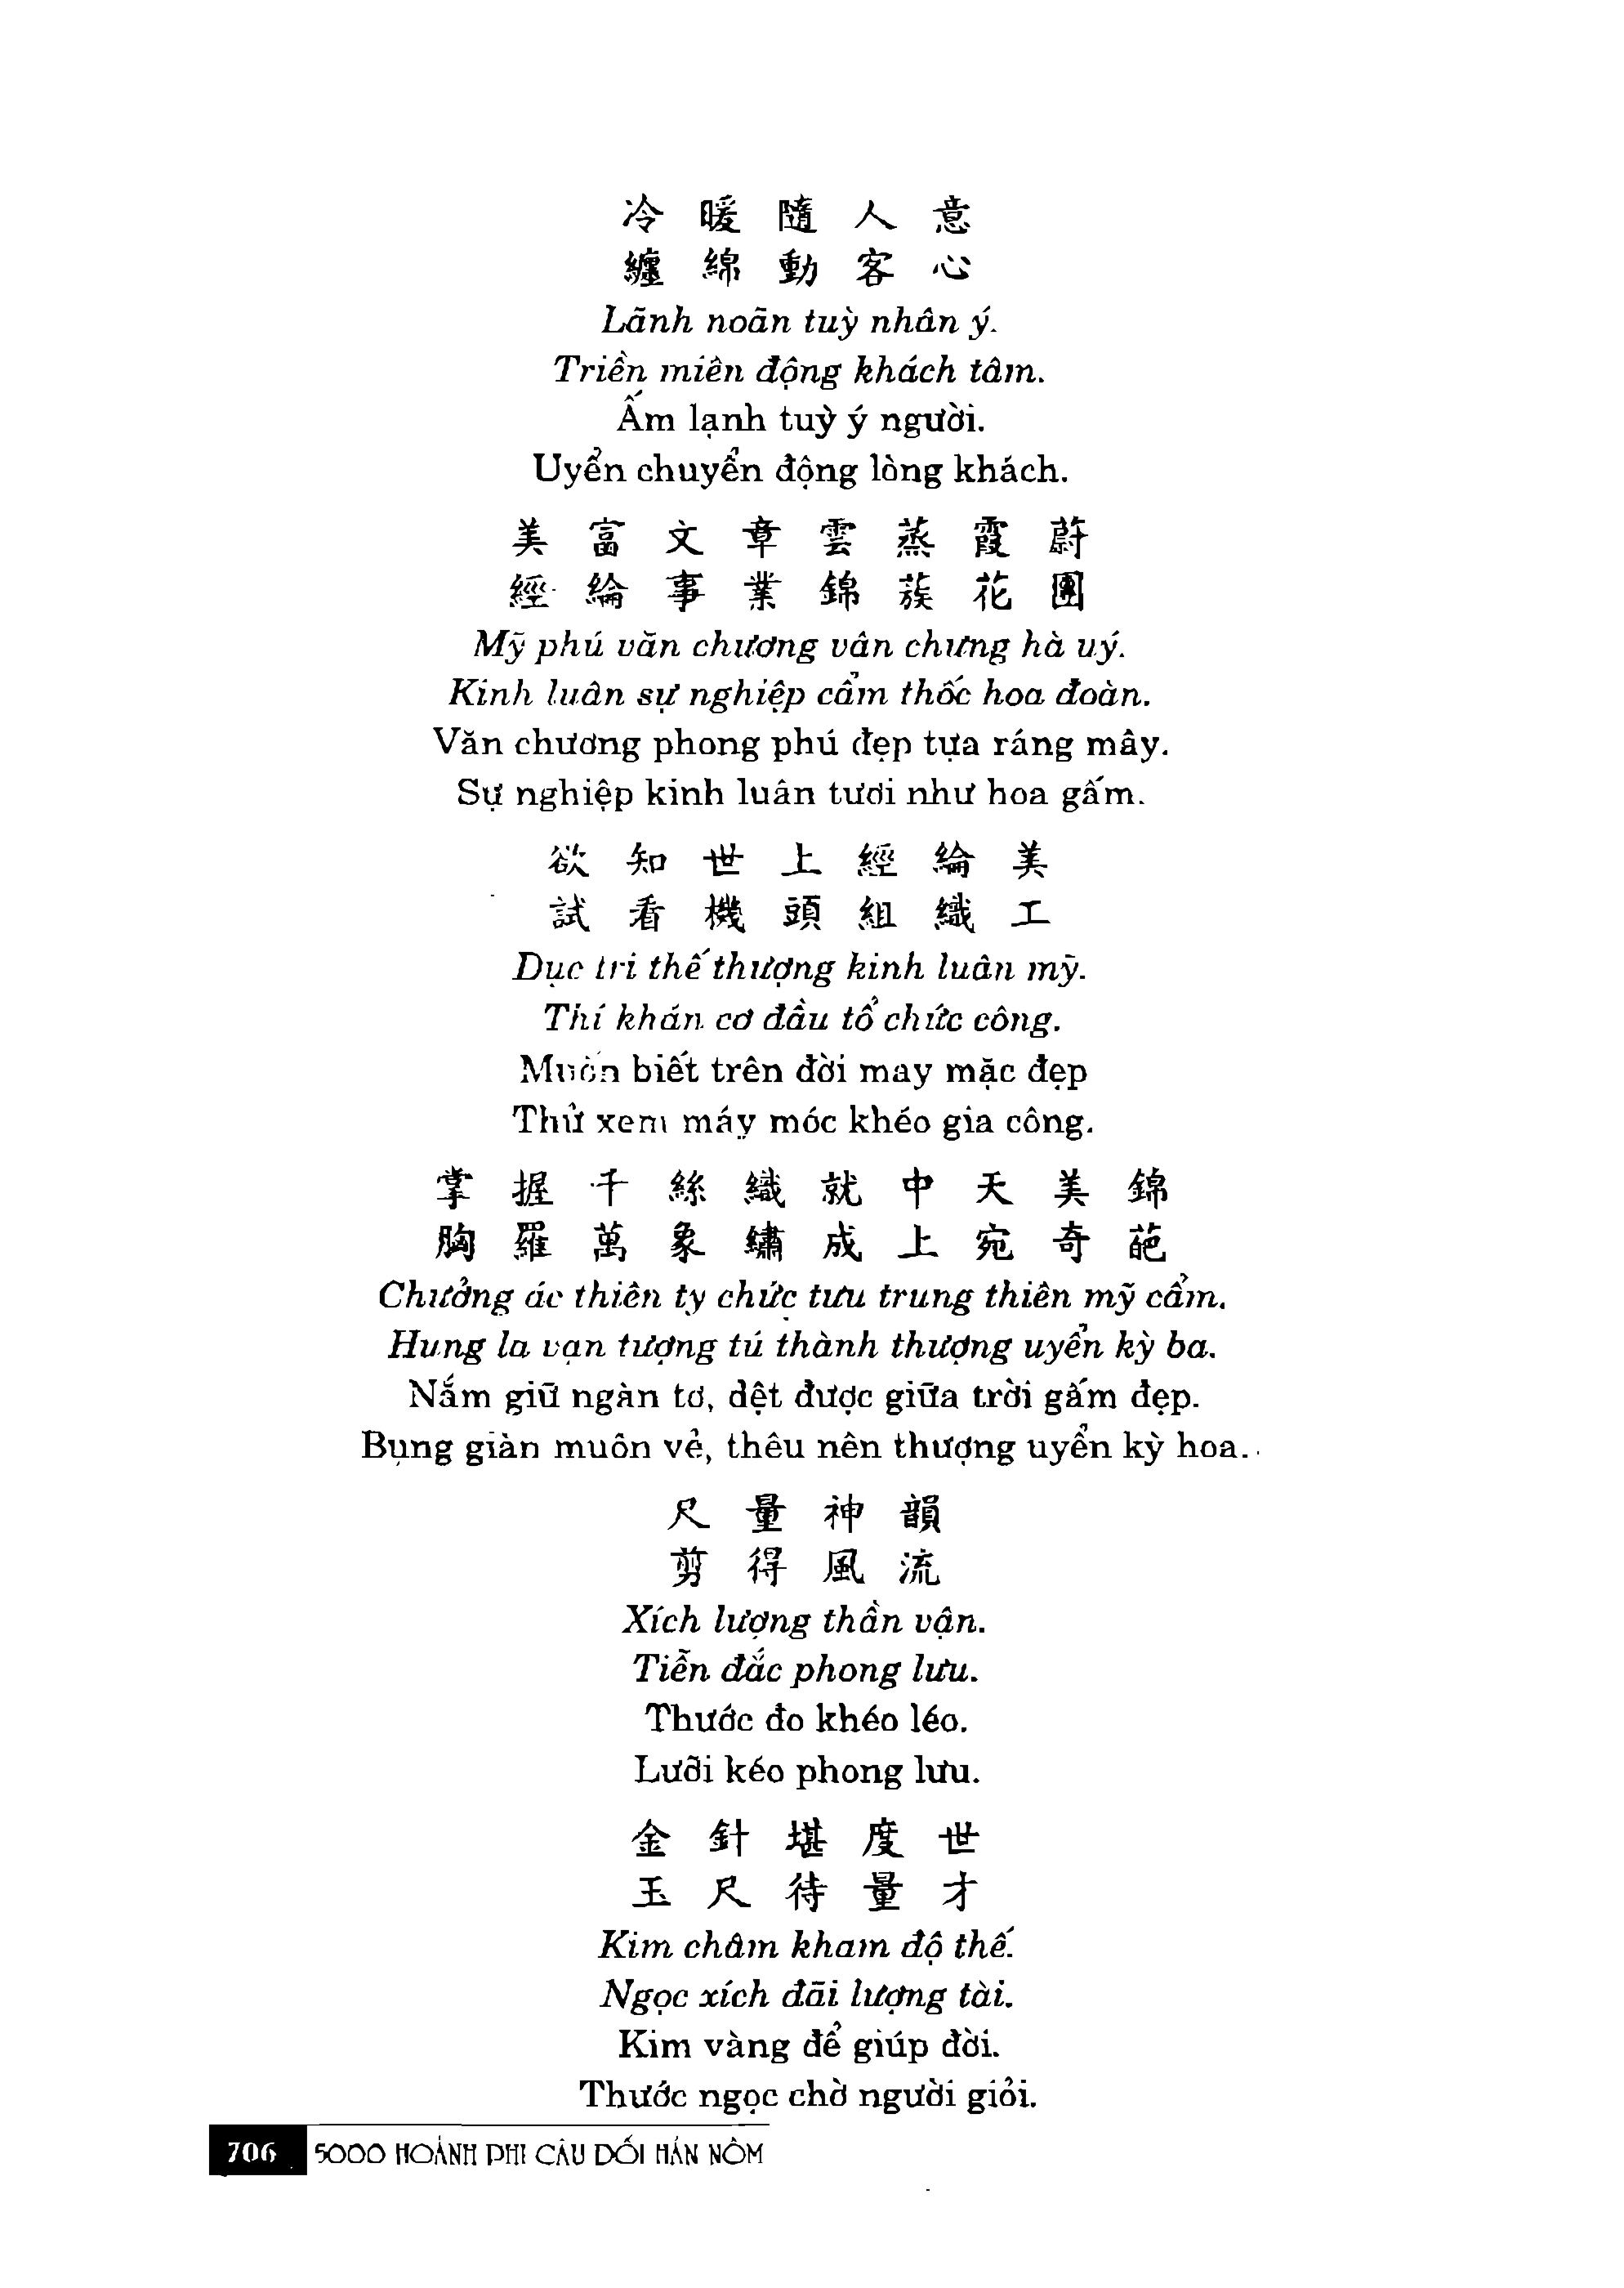 冷暖隨人意
纏綿動客心
Lãnh noãn tuỳ nhân ý.
Triền miên động khách tâm.
Ấm lạnh tuỳ ý người.
Uyển chuyển động lòng khách.
美富文章雲蒸霞蔚
經綸事業錦蔟花團
Mỹ phú văn chương vân chưng hà uý.
Kinh luân sự nghiệp cẩm thốc hoa đoàn.
Văn chương phong phú đẹp tựa ráng mây.
Sự nghiệp kinh luân tươi như hoa gấm.
欲知世上經綸美
試看機頭組織工
Dục tri thế thượng kinh luân mỹ.
Thí khán cơ đầu tổ chức công.
Muốn biết trên đời may mặc đẹp
Thử xem máy móc khéo gia công.
掌握千絲織就中天美錦
胸羅萬象繡成上宛奇葩
Chưởng ác thiên ty chức tựu trung thiên mỹ cẩm.
Hung la vạn tượng tú thành thượng uyển kỳ ba.
Nắm giữ ngàn tơ, dệt được giữa trời gấm đẹp.
Bụng giàn muôn vẻ, thêu nên thượng uyển kỳ hoa.
尺量神韻
剪得風流
Xích lượng thần vận.
Tiễn đắc phong lưu.
Thước đo khéo léo.
Lưỡi kéo phong lưu.
金針堪度世
玉尺待量才
Kim châm kham độ thế.
Ngọc xích đãi lượng tài.
Kim vàng để giúp đời.
Thước ngọc chờ người giỏi.
706 5000 HOÀNH PHI CÂU ĐỐI HÁN NÔM